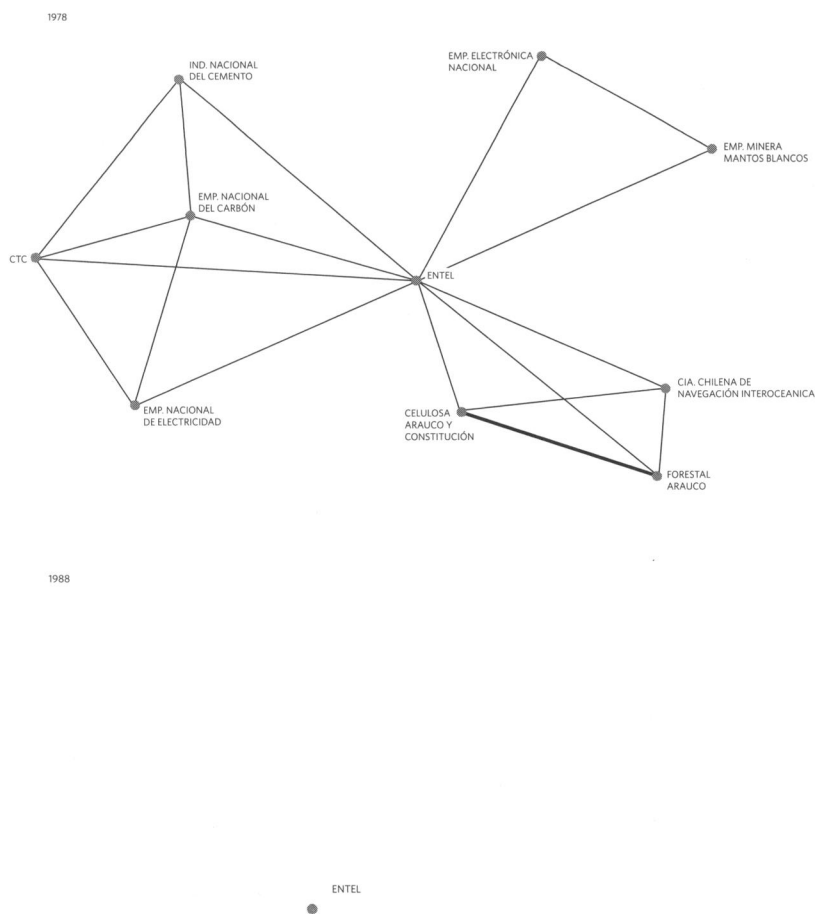 1978
IND. NACIONAL
DEL CEMENTO
EMP. ELECTRÓNICA
NACIONAL
EMP. MINERA
MANTOS BLANCOS
EMP. NACIONAL
DEL CARBÓN
CTC
ENTEL
EMP. NACIONAL
DE ELECTRICIDAD
CELULOSA
ARAUCO Y
CONSTITUCIÓN
CIA. CHILENA DE
NAVEGACIÓN INTEROCEANICA
FORESTAL
ARAUCO
1988
ENTEL